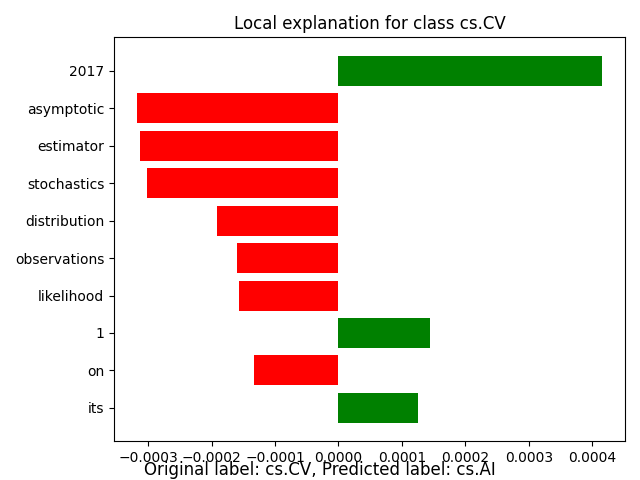 Local explanation for class cs.CV
2017
asymptotic
estimator
stochastics
distribution
observations
likelihood
1
on
its
−0.0003 −0.0002 −0.0001 0.0000 0.0001 0.0002 0.0003 0.0004
Original label: cs.CV, Predicted label: cs.AI